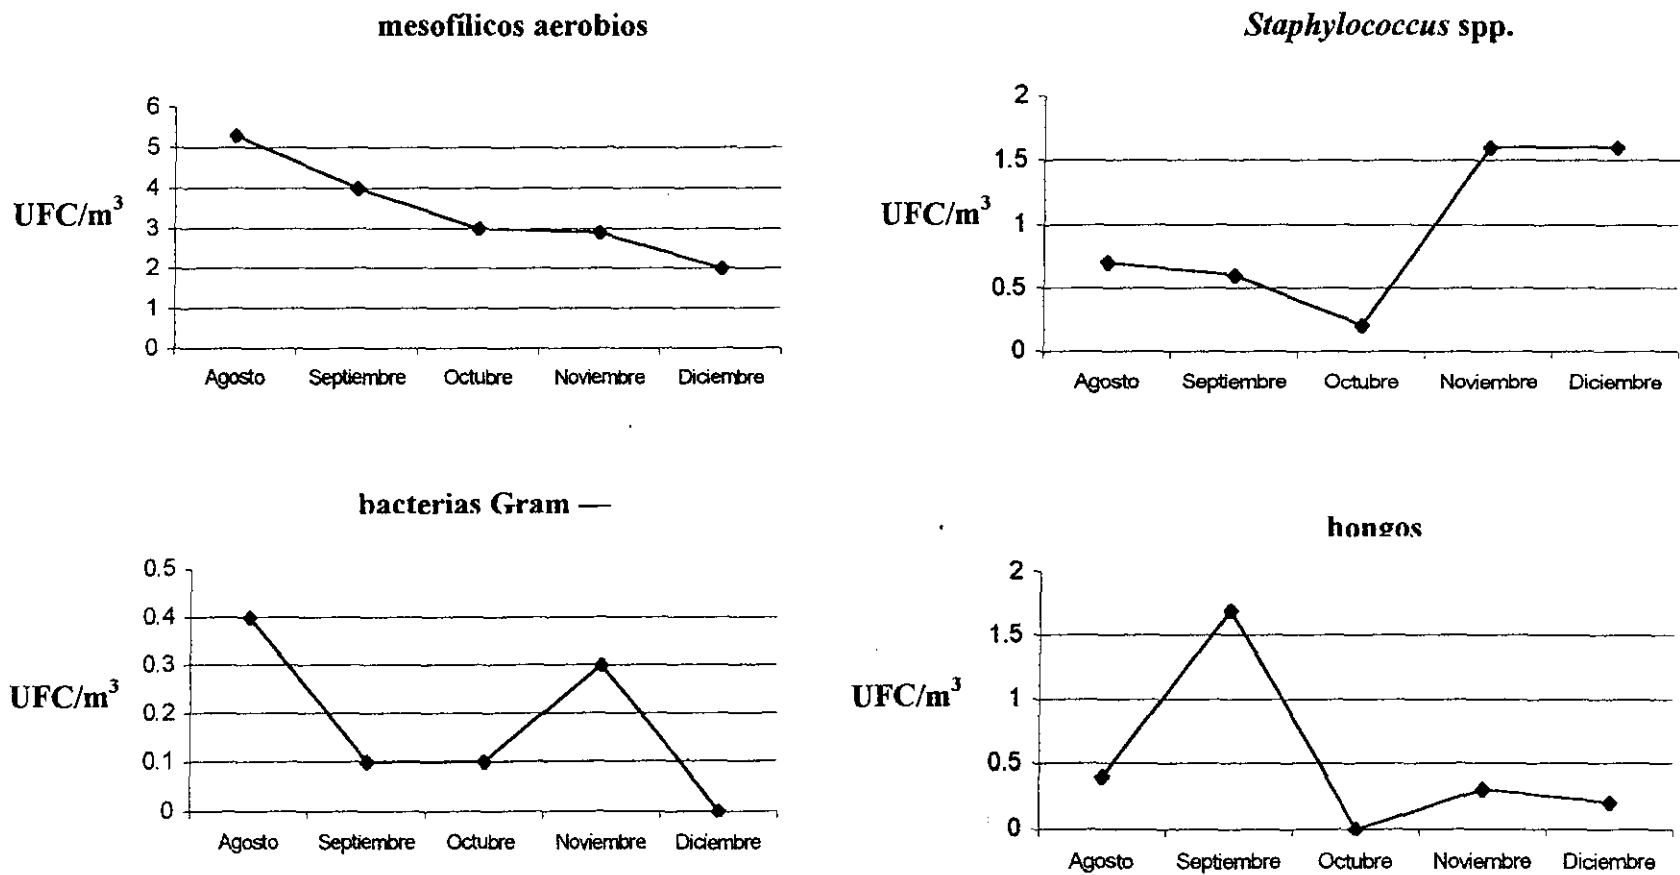 mesofílicos aerobios
6
5
4
3
2
1
0
UFC/m³
Agosto Septiembre Octubre Noviembre Diciembre
Staphylococcus spp.
2
1.5
1
0.5
0
UFC/m³
Agosto Septiembre Octubre Noviembre Diciembre
bacterias Gram —
0.5
0.4
0.3
0.2
0.1
0
UFC/m³
Agosto Septiembre Octubre Noviembre Diciembre
hongos
2
1.5
1
0.5
0
UFC/m³
Agosto Septiembre Octubre Noviembre Diciembre